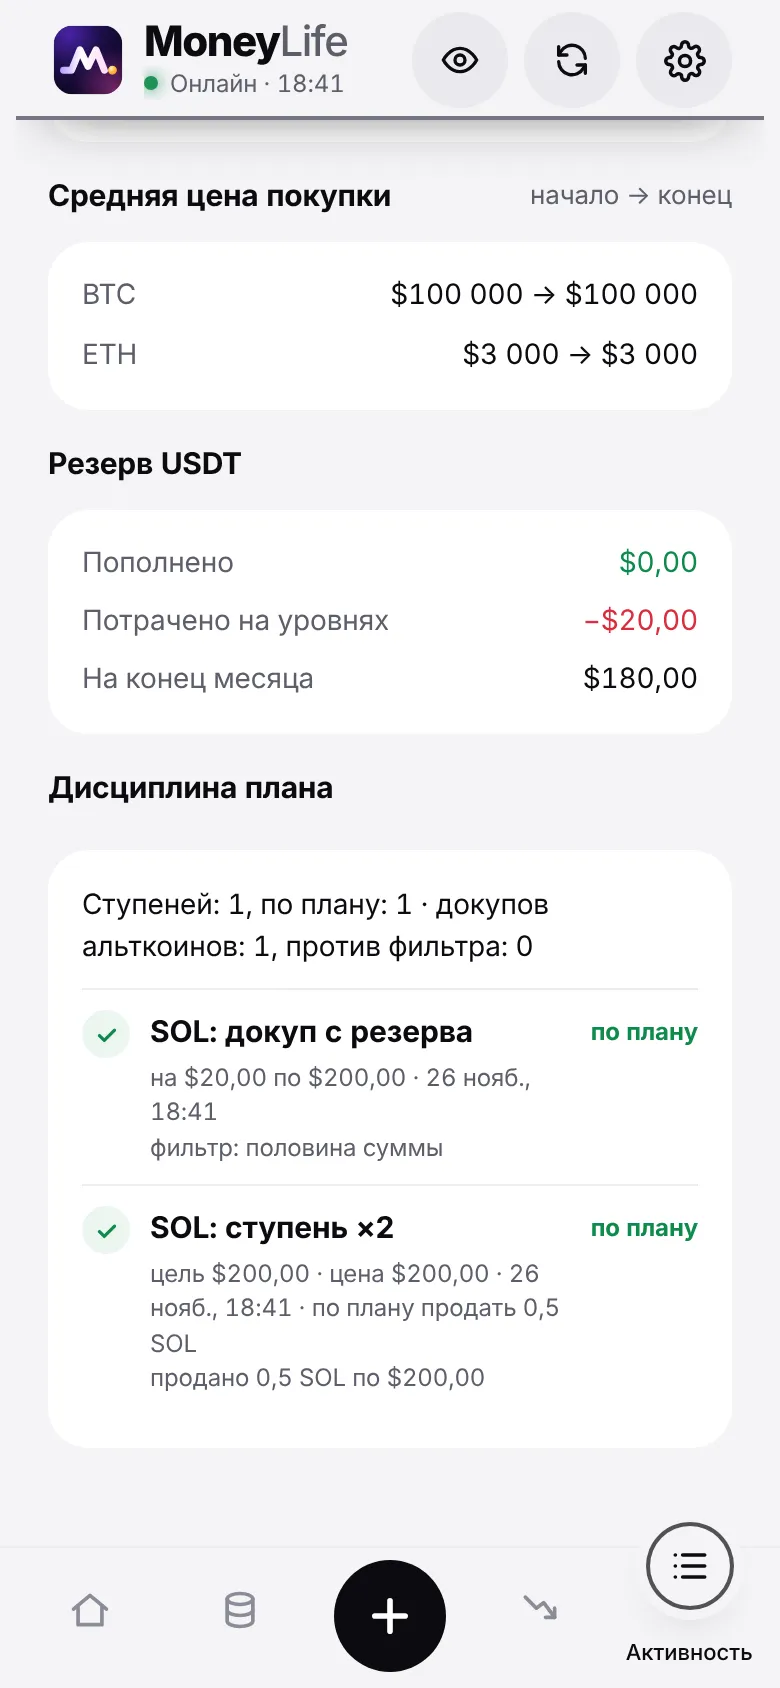 MoneyLife
Онлайн · 18:41
Средняя цена покупки
начало → конец
BTC
$100 000 → $100 000
ETH
$3 000 → $3 000
Резерв USDT
Пополнено
$0,00
Потрачено на уровнях
−$20,00
На конец месяца
$180,00
Дисциплина плана
Ступеней: 1, по плану: 1 · докупов
альткоинов: 1, против фильтра: 0
SOL: докуп с резерва
по плану
на $20,00 по $200,00 · 26 нояб.,
18:41
фильтр: половина суммы
SOL: ступень ×2
по плану
цель $200,00 · цена $200,00 · 26
нояб., 18:41 · по плану продать 0,5
SOL
продано 0,5 SOL по $200,00
Активность